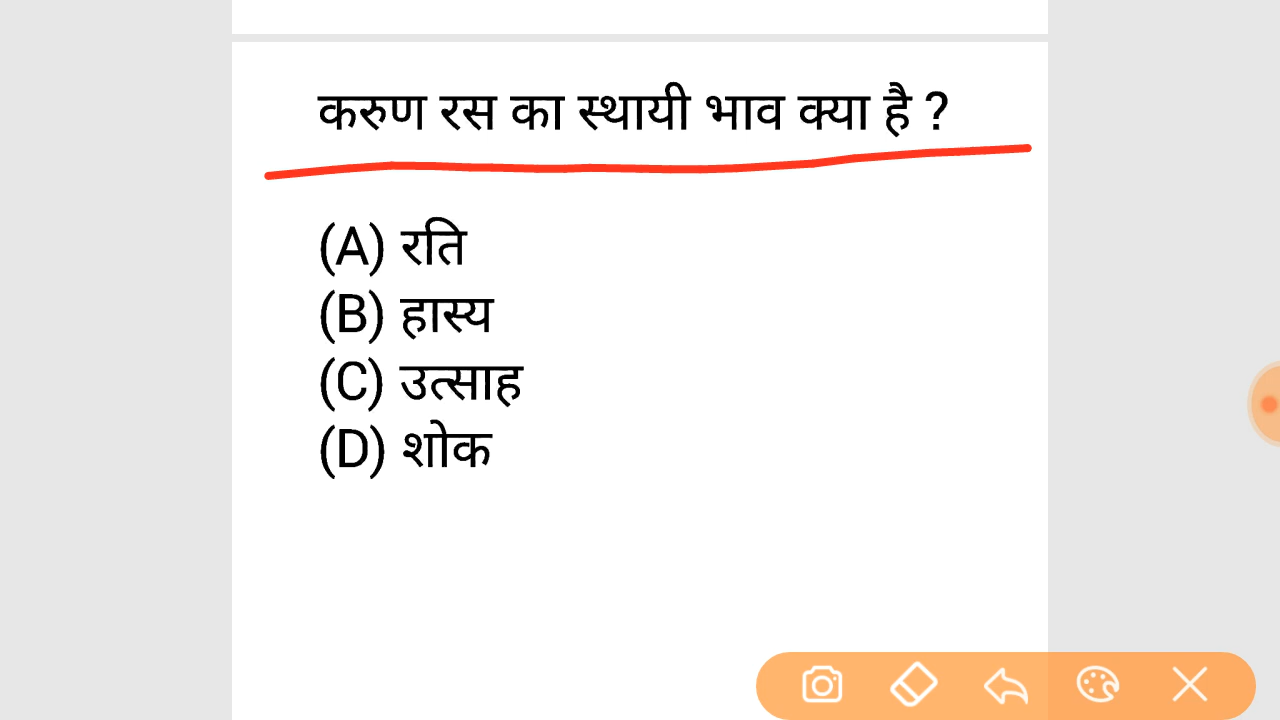 करुण रस का स्थायी भाव क्या है ?
(A) रति
(B) हास्य
(C) उत्साह
(D) शोक